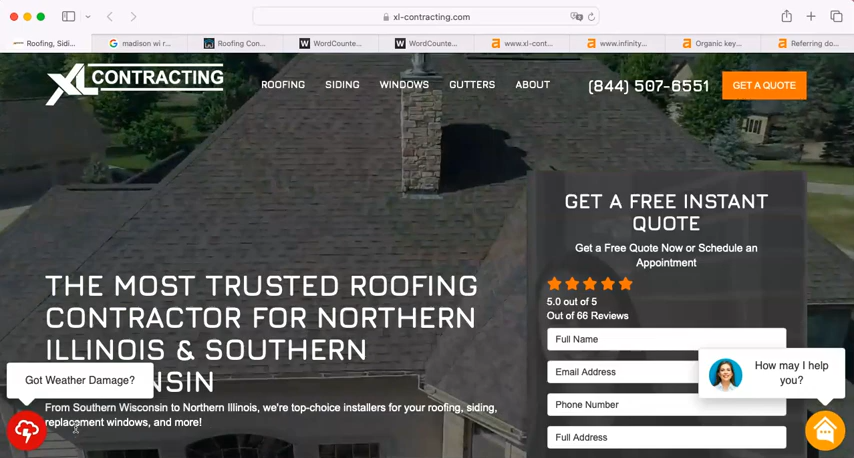 xl-contracting.com
Roofing, Sidi...
madison wi r...
Roofing Con...
WordCounte...
WordCounte...
www.xl-cont...
www.infinity...
Organic key...
Referring do...
XL CONTRACTING
ROOFING
SIDING
WINDOWS
GUTTERS
ABOUT
(844) 507-6551
GET A QUOTE
THE MOST TRUSTED ROOFING
CONTRACTOR FOR NORTHERN
ILLINOIS & SOUTHERN
NSIN
From Southern Wisconsin to Northern Illinois, we're top-choice installers for your roofing, siding,
replacement windows, and more!
Got Weather Damage?
GET A FREE INSTANT
QUOTE
Get a Free Quote Now or Schedule an
Appointment
5.0 out of 5
Out of 66 Reviews
Full Name
Email Address
Phone Number
Full Address
How may I help
you?